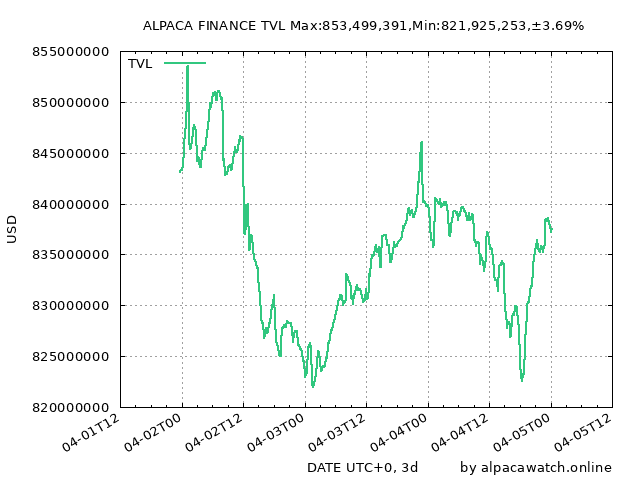 ALPACA FINANCE TVL Max:853,499,391,Min:821,925,253,±3.69%
855000000
TVL
850000000
845000000
840000000
835000000
830000000
825000000
820000000
USD
04-01T12
04-02T00
04-02T12
04-03T00
04-03T12
04-04T00
04-04T12
04-05T00
04-05T12
DATE UTC+0, 3d
by alpacawatch.online